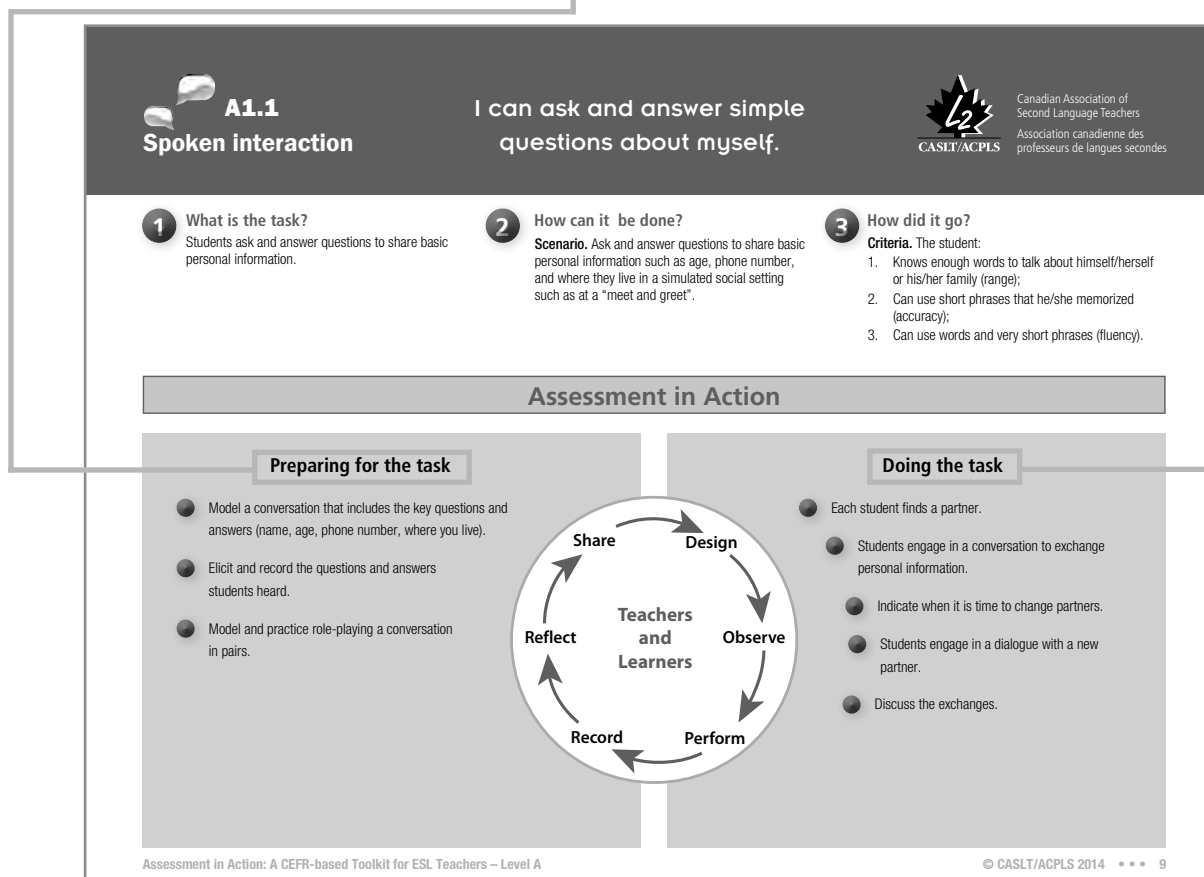 A1.1
Spoken interaction
I can ask and answer simple
questions about myself.
L2
CASLT/ACPLS
Canadian Association of
Second Language Teachers
Association canadienne des
professeurs de langues secondes
1
What is the task?
Students ask and answer questions to share basic
personal information.
2
How can it be done?
Scenario. Ask and answer questions to share basic
personal information such as age, phone number,
and where they live in a simulated social setting
such as at a “meet and greet”.
3
How did it go?
Criteria. The student:
1. Knows enough words to talk about himself/herself
or his/her family (range);
2. Can use short phrases that he/she memorized
(accuracy);
3. Can use words and very short phrases (fluency).
Assessment in Action
Preparing for the task
Model a conversation that includes the key questions and
answers (name, age, phone number, where you live).
Elicit and record the questions and answers
students heard.
Model and practice role-playing a conversation
in pairs.
Share
Design
Observe
Perform
Record
Reflect
Teachers
and
Learners
Doing the task
Each student finds a partner.
Students engage in a conversation to exchange
personal information.
Indicate when it is time to change partners.
Students engage in a dialogue with a new
partner.
Discuss the exchanges.
Assessment in Action: A CEFR-based Toolkit for ESL Teachers – Level A
© CASLT/ACPLS 2014 • • • 9